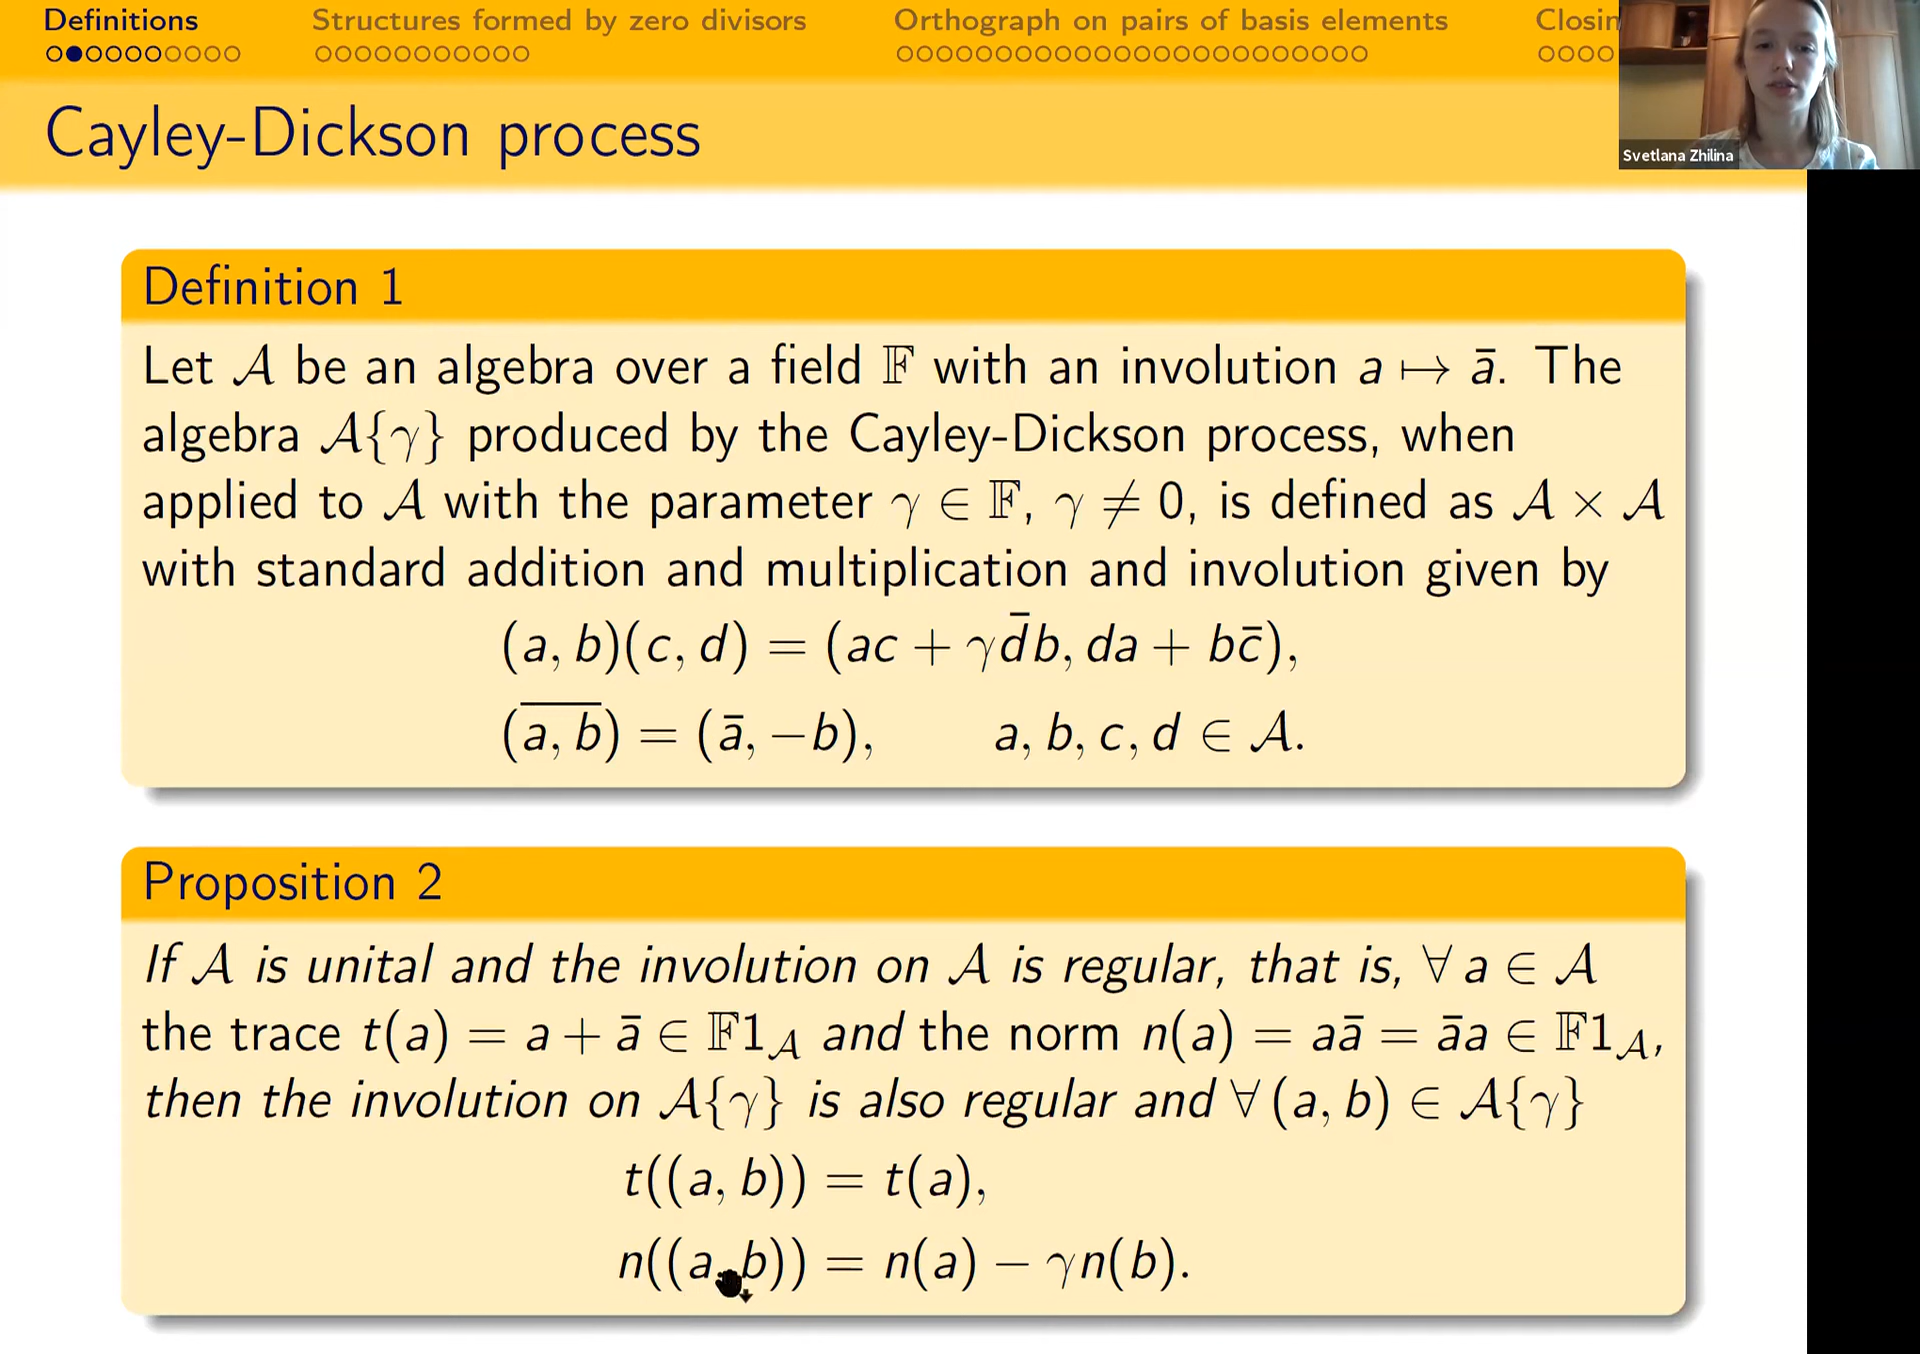 Definitions
Structures formed by zero divisors
Orthograph on pairs of basis elements
Closin
Cayley-Dickson process
Svetlana Zhilina
Definition 1
Let 𝒜 be an algebra over a field 𝔽 with an involution a ↦ ā. The
algebra 𝒜{γ} produced by the Cayley-Dickson process, when
applied to 𝒜 with the parameter γ ∈ 𝔽, γ ≠ 0, is defined as 𝒜 × 𝒜
with standard addition and multiplication and involution given by
(a, b)(c, d) = (ac + γd̄b, da + bc̄),
(\overline{a, b}) = (ā, −b), a, b, c, d ∈ 𝒜.
Proposition 2
If 𝒜 is unital and the involution on 𝒜 is regular, that is, ∀ a ∈ 𝒜
the trace t(a) = a + ā ∈ 𝔽1_𝒜 and the norm n(a) = aā = āa ∈ 𝔽1_𝒜,
then the involution on 𝒜{γ} is also regular and ∀ (a, b) ∈ 𝒜{γ}
t((a, b)) = t(a),
n((a, b)) = n(a) − γn(b).